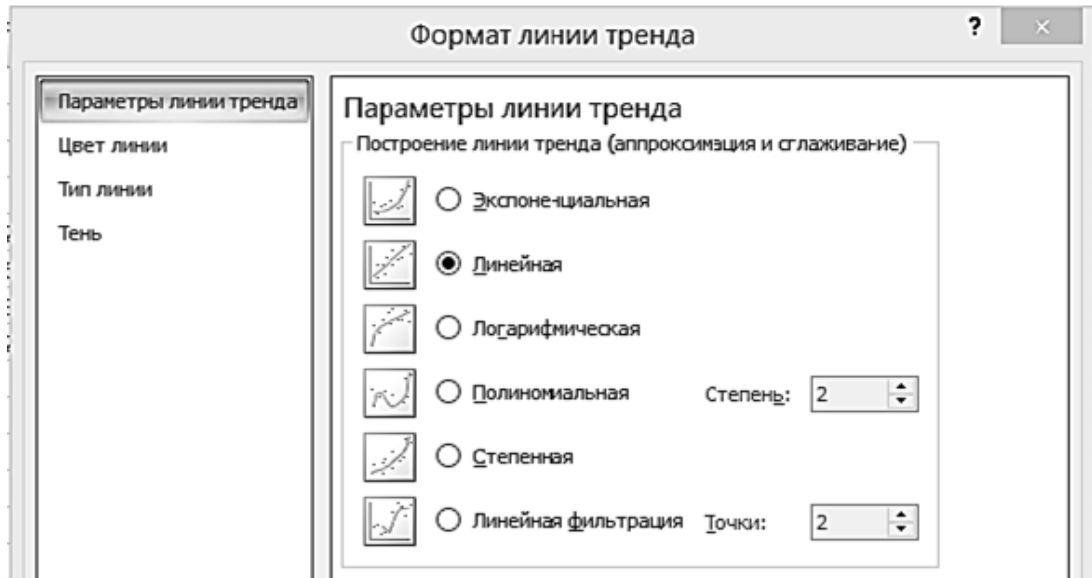 Формат линии тренда
?
×
Параметры линии тренда
Цвет линии
Тип линии
Тень
Параметры линии тренда
Построение линии тренда (аппроксимация и сглаживание)
Экспоненциальная
Линейная
Логарифмическая
Полиномиальная Степень: 2
Степенная
Линейная фильтрация Точки: 2